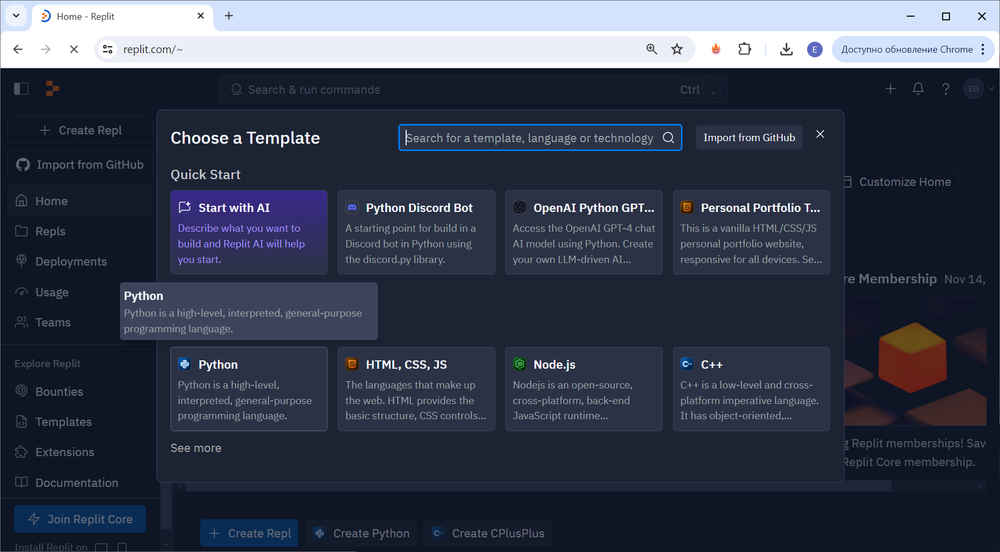 Home - Replit
replit.com/~
E
Доступно обновление Chrome
Search & run commands
Ctrl .
EG
Create Repl
Import from GitHub
Home
Repls
Deployments
Usage
Teams
Explore Replit
Bounties
Templates
Extensions
Documentation
Join Replit Core
Install Replit on
Choose a Template
Search for a template, language or technology
Import from GitHub
Quick Start
Start with AI
Describe what you want to
build and Replit AI will help
you start.
Python Discord Bot
A starting point for build in a
Discord bot in Python using
the discord.py library.
OpenAI Python GPT...
Access the OpenAI GPT-4 chat
AI model using Python. Create
your own LLM-driven AI...
Personal Portfolio T...
This is a vanilla HTML/CSS/JS
personal portfolio website,
responsive for all devices. Se...
Python
Python is a high-level, interpreted, general-purpose
programming language.
Python
Python is a high-level,
interpreted, general-purpose
programming language.
HTML, CSS, JS
The languages that make up
the web. HTML provides the
basic structure, CSS controls...
Node.js
Nodejs is an open-source,
cross-platform, back-end
JavaScript runtime...
C++
C++ is a low-level and cross-
platform imperative language.
It has object-oriented,...
See more
Customize Home
re Membership Nov 14,
g Replit memberships! Sav
Replit Core membership.
Create Repl
Create Python
Create CPlusPlus